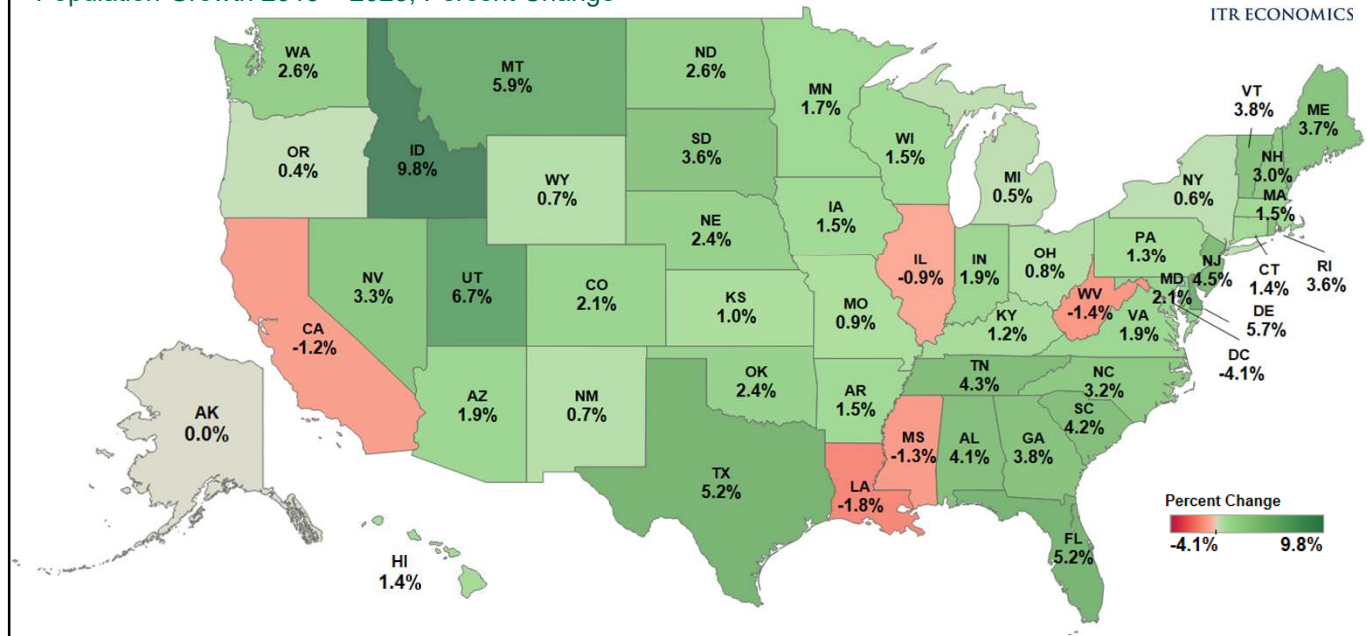 Population Growth Percent Change
ITR ECONOMICS
WA
2.6%
MT
5.9%
ND
2.6%
MN
1.7%
VT
3.8%
ME
3.7%
OR
0.4%
ID
9.8%
SD
3.6%
WI
1.5%
NH
3.0%
WY
0.7%
MI
0.5%
NY
0.6%
MA
1.5%
NE
2.4%
IA
1.5%
PA
1.3%
RI
3.6%
CT
1.4%
NJ
4.5%
NV
3.3%
UT
6.7%
CO
2.1%
IL
-0.9%
IN
1.9%
OH
0.8%
MD
2.1%
DE
5.7%
KS
1.0%
MO
0.9%
WV
-1.4%
VA
1.9%
CA
-1.2%
KY
1.2%
DC
-4.1%
AZ
1.9%
NM
0.7%
OK
2.4%
AR
1.5%
TN
4.3%
NC
3.2%
AK
0.0%
SC
4.2%
MS
-1.3%
AL
4.1%
GA
3.8%
TX
5.2%
LA
-1.8%
FL
5.2%
HI
1.4%
Percent Change
-4.1% 9.8%